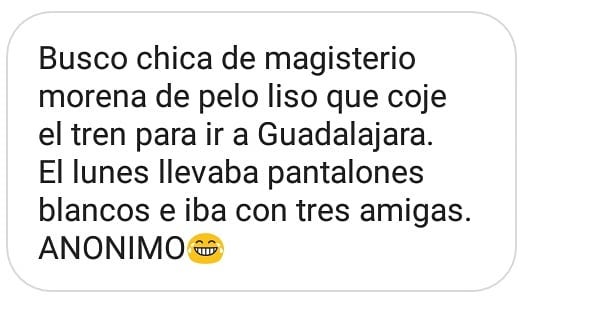 Busco chica de magisterio
morena de pelo liso que coje
el tren para ir a Guadalajara.
El lunes llevaba pantalones
blancos e iba con tres amigas.
ANONIMO😂